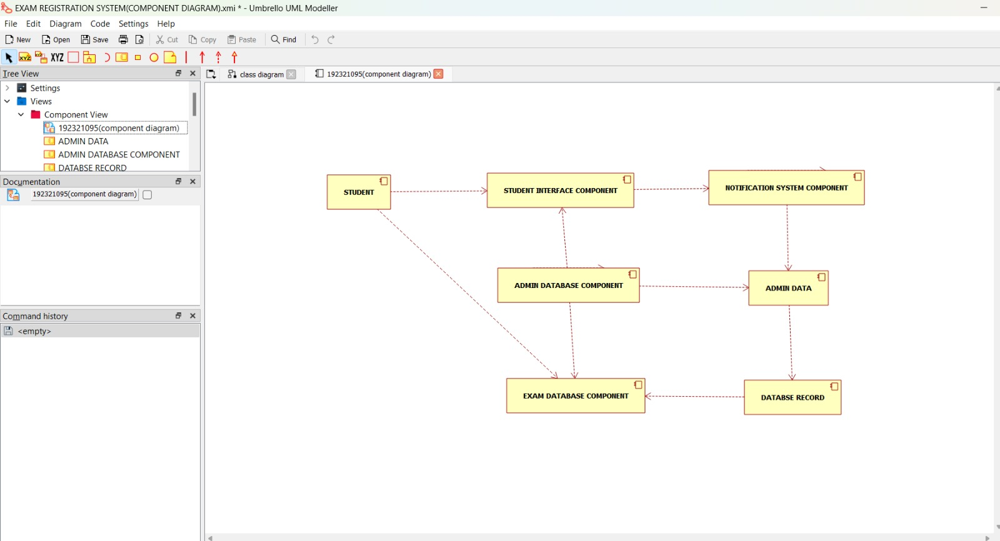 EXAM REGISTRATION SYSTEM(COMPONENT DIAGRAM).xmi * - Umbrello UML Modeller
File Edit Diagram Code Settings Help
New Open Save Cut Copy Paste Find
XYZ XYZ XYZ
Tree View
class diagram 192321095(component diagram)
Settings
Views
Component View
192321095(component diagram)
ADMIN DATA
ADMIN DATABASE COMPONENT
DATABSE RECORD
Documentation
192321095(component diagram)
Command history
<empty>
STUDENT
STUDENT INTERFACE COMPONENT
NOTIFICATION SYSTEM COMPONENT
ADMIN DATABASE COMPONENT
ADMIN DATA
EXAM DATABASE COMPONENT
DATABSE RECORD